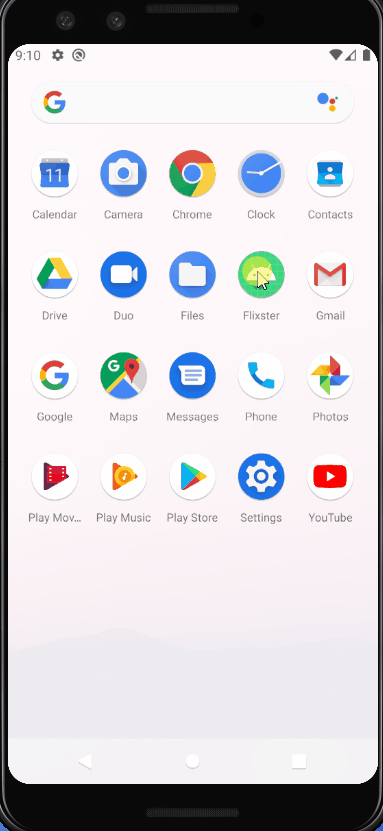 9:10
G
11
Calendar Camera Chrome Clock Contacts
Drive Duo Files Flixster Gmail
G
Google Maps Messages Phone Photos
Play Mov... Play Music Play Store Settings YouTube